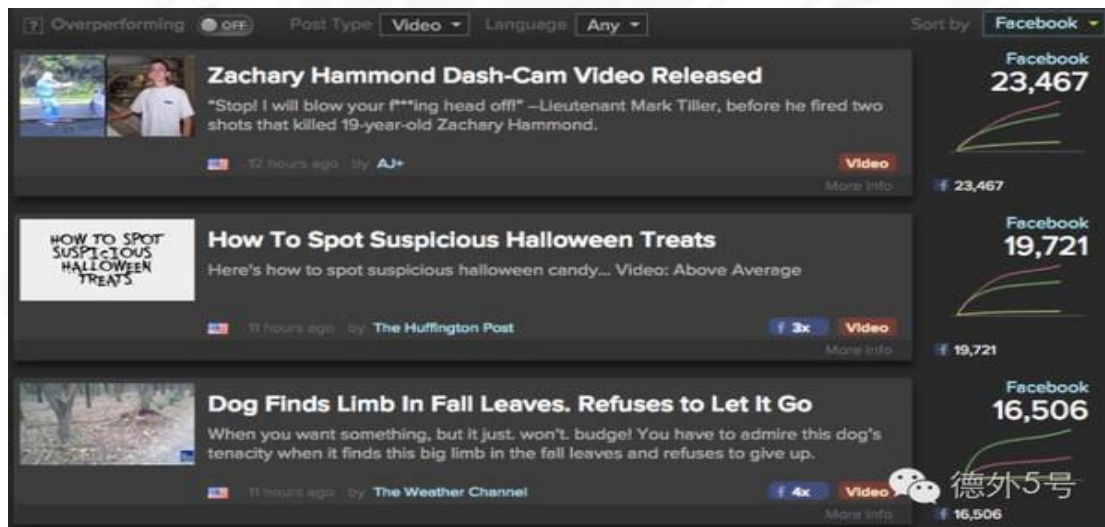 ? Overperforming OFF Post Type Video Language Any Sort by Facebook
Zachary Hammond Dash-Cam Video Released
"Stop! I will blow your f***ing head off!" –Lieutenant Mark Tiller, before he fired two
shots that killed 19-year-old Zachary Hammond.
12 hours ago by AJ+ Video
More Info
Facebook
23,467
f 23,467
HOW TO SPOT
SUSPICIOUS
HALLOWEEN
TREATS
How To Spot Suspicious Halloween Treats
Here's how to spot suspicious halloween candy... Video: Above Average
11 hours ago by The Huffington Post f 3x Video
More Info
Facebook
19,721
f 19,721
Dog Finds Limb In Fall Leaves. Refuses to Let It Go
When you want something, but it just. won't. budge! You have to admire this dog's
tenacity when it finds this big limb in the fall leaves and refuses to give up.
11 hours ago by The Weather Channel f 4x Video
More Info
Facebook
16,506
f 16,506
德外5号